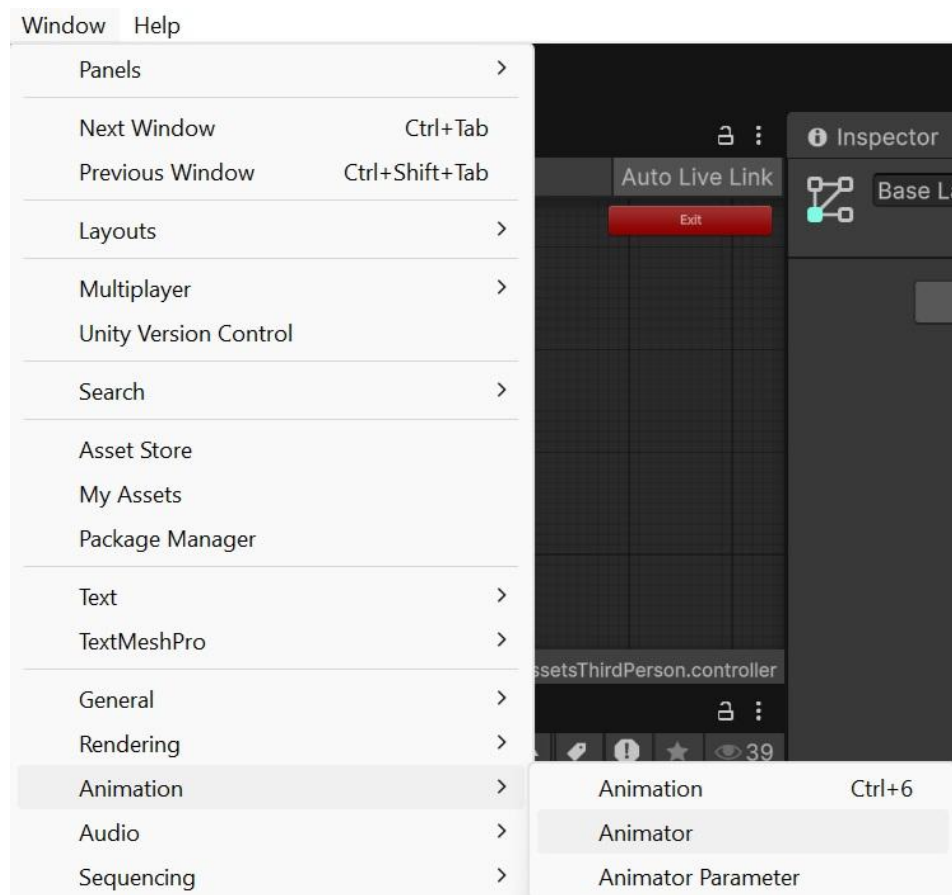 Window Help
Panels
Next Window Ctrl+Tab
Previous Window Ctrl+Shift+Tab
Layouts
Multiplayer
Unity Version Control
Search
Asset Store
My Assets
Package Manager
Text
TextMeshPro
General
Rendering
Animation
Audio
Sequencing
Animation Ctrl+6
Animator
Animator Parameter
Auto Live Link
Exit
ssetsThirdPerson.controller
39
Inspector
Base La